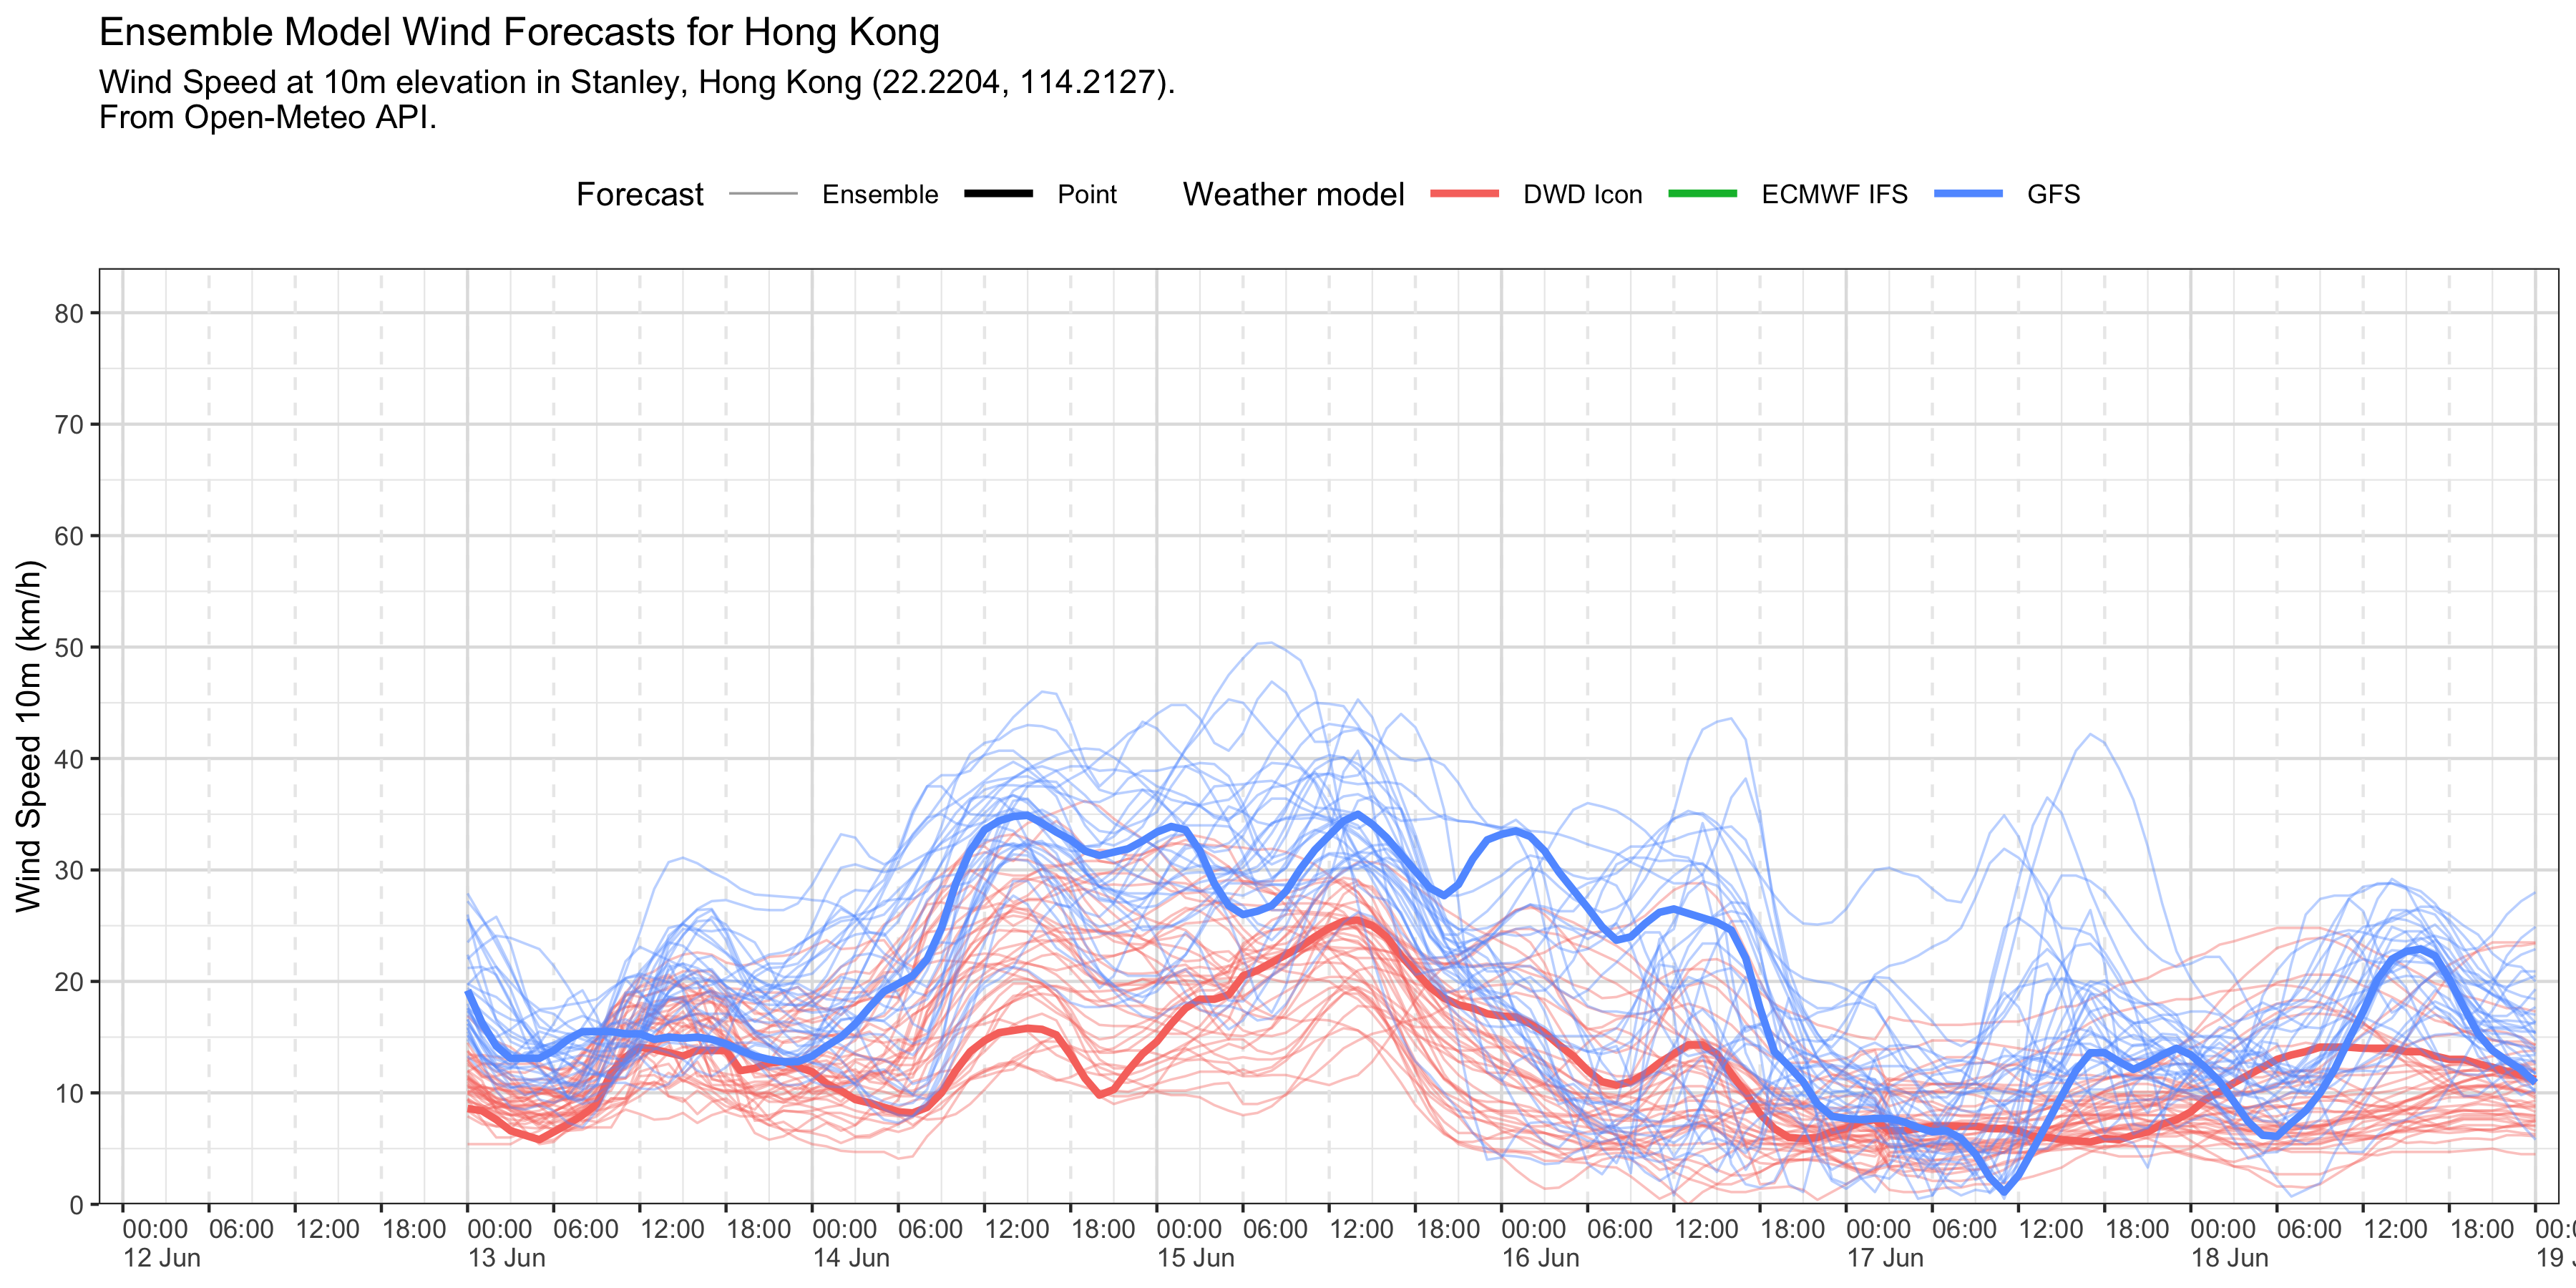 Ensemble Model Wind Forecasts for Hong Kong
Wind Speed at 10m elevation in Stanley, Hong Kong (22.2204, 114.2127).
From Open-Meteo API.
Forecast Ensemble Point Weather model DWD Icon ECMWF IFS GFS
Wind Speed 10m (km/h)
80
70
60
50
40
30
20
10
0
00:00 06:00 12:00 18:00 00:00 06:00 12:00 18:00 00:00 06:00 12:00 18:00 00:00 06:00 12:00 18:00 00:00 06:00 12:00 18:00 00:00 06:00 12:00 18:00 00:00 06:00 12:00 18:00 00:0
12 Jun 13 Jun 14 Jun 15 Jun 16 Jun 17 Jun 18 Jun 19